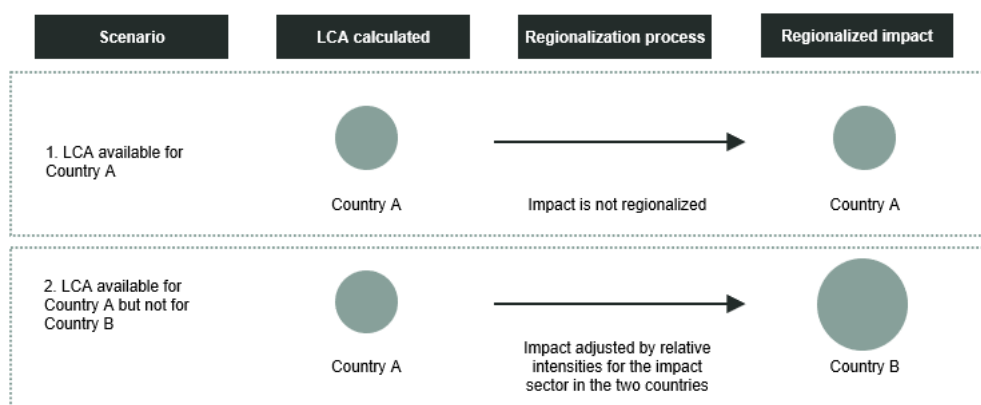 Scenario
LCA calculated
Regionalization process
Regionalized impact
1. LCA available for
Country A
Country A
Impact is not regionalized
Country A
2. LCA available for
Country A but not for
Country B
Country A
Impact adjusted by relative
intensities for the impact
sector in the two countries
Country B